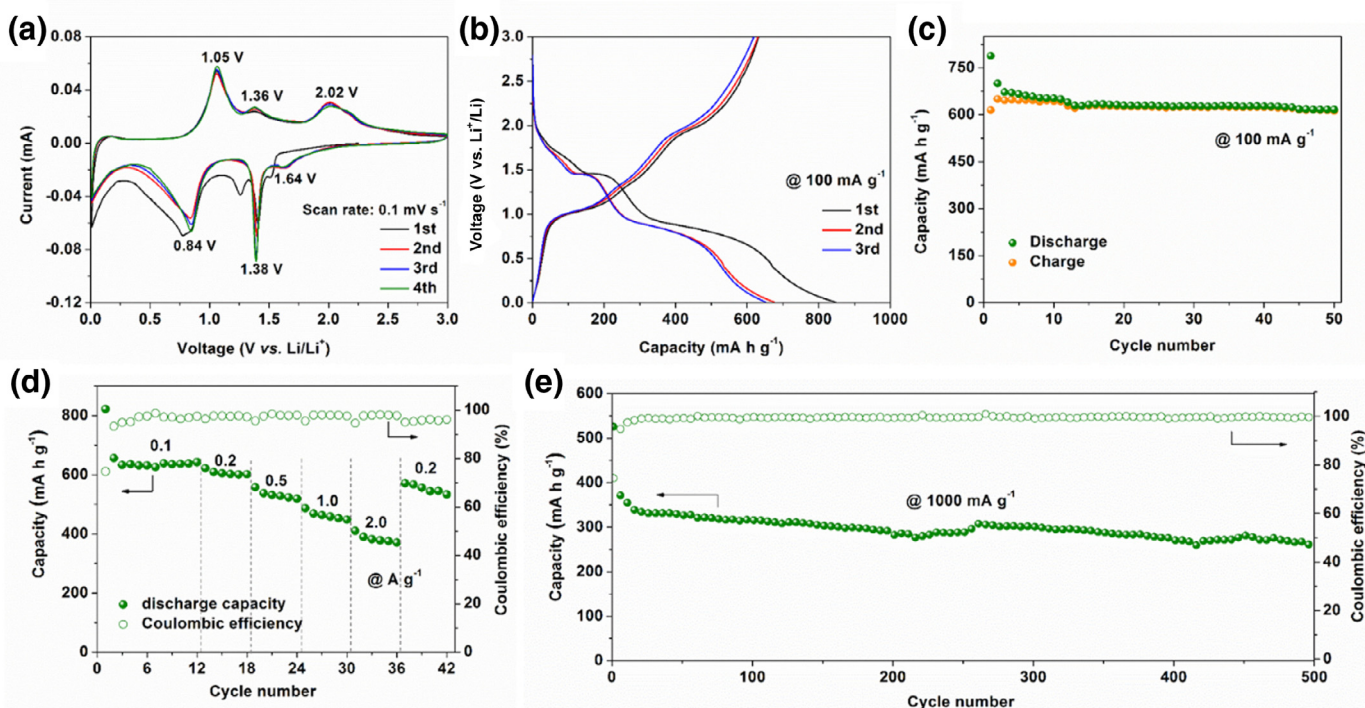 (a)
0.08
0.04
0.00
-0.04
-0.08
-0.12
Current (mA)
1.05 V
1.36 V
2.02 V
1.64 V
0.84 V
1.38 V
Scan rate: 0.1 mV s⁻¹
1st
2nd
3rd
4th
0.0 0.5 1.0 1.5 2.0 2.5 3.0
Voltage (V vs. Li/Li⁺)
(b)
3.0
2.5
2.0
1.5
1.0
0.5
0.0
Voltage (V vs. Li⁺/Li)
@ 100 mA g⁻¹
1st
2nd
3rd
0 200 400 600 800 1000
Capacity (mA h g⁻¹)
(c)
750
600
450
300
150
0
Capacity (mA h g⁻¹)
@ 100 mA g⁻¹
Discharge
Charge
0 10 20 30 40 50
Cycle number
(d)
800
600
400
200
0
Capacity (mA h g⁻¹)
0.1
0.2
0.5
1.0
2.0
0.2
@ A g⁻¹
discharge capacity
Coulombic efficiency
100
80
60
40
20
0
Coulombic efficiency (%)
0 6 12 18 24 30 36 42
Cycle number
(e)
600
550
500
400
300
200
100
0
Capacity (mA h g⁻¹)
@ 1000 mA g⁻¹
100
80
60
40
20
0
Coulombic efficiency (%)
0 100 200 300 400 500
Cycle number